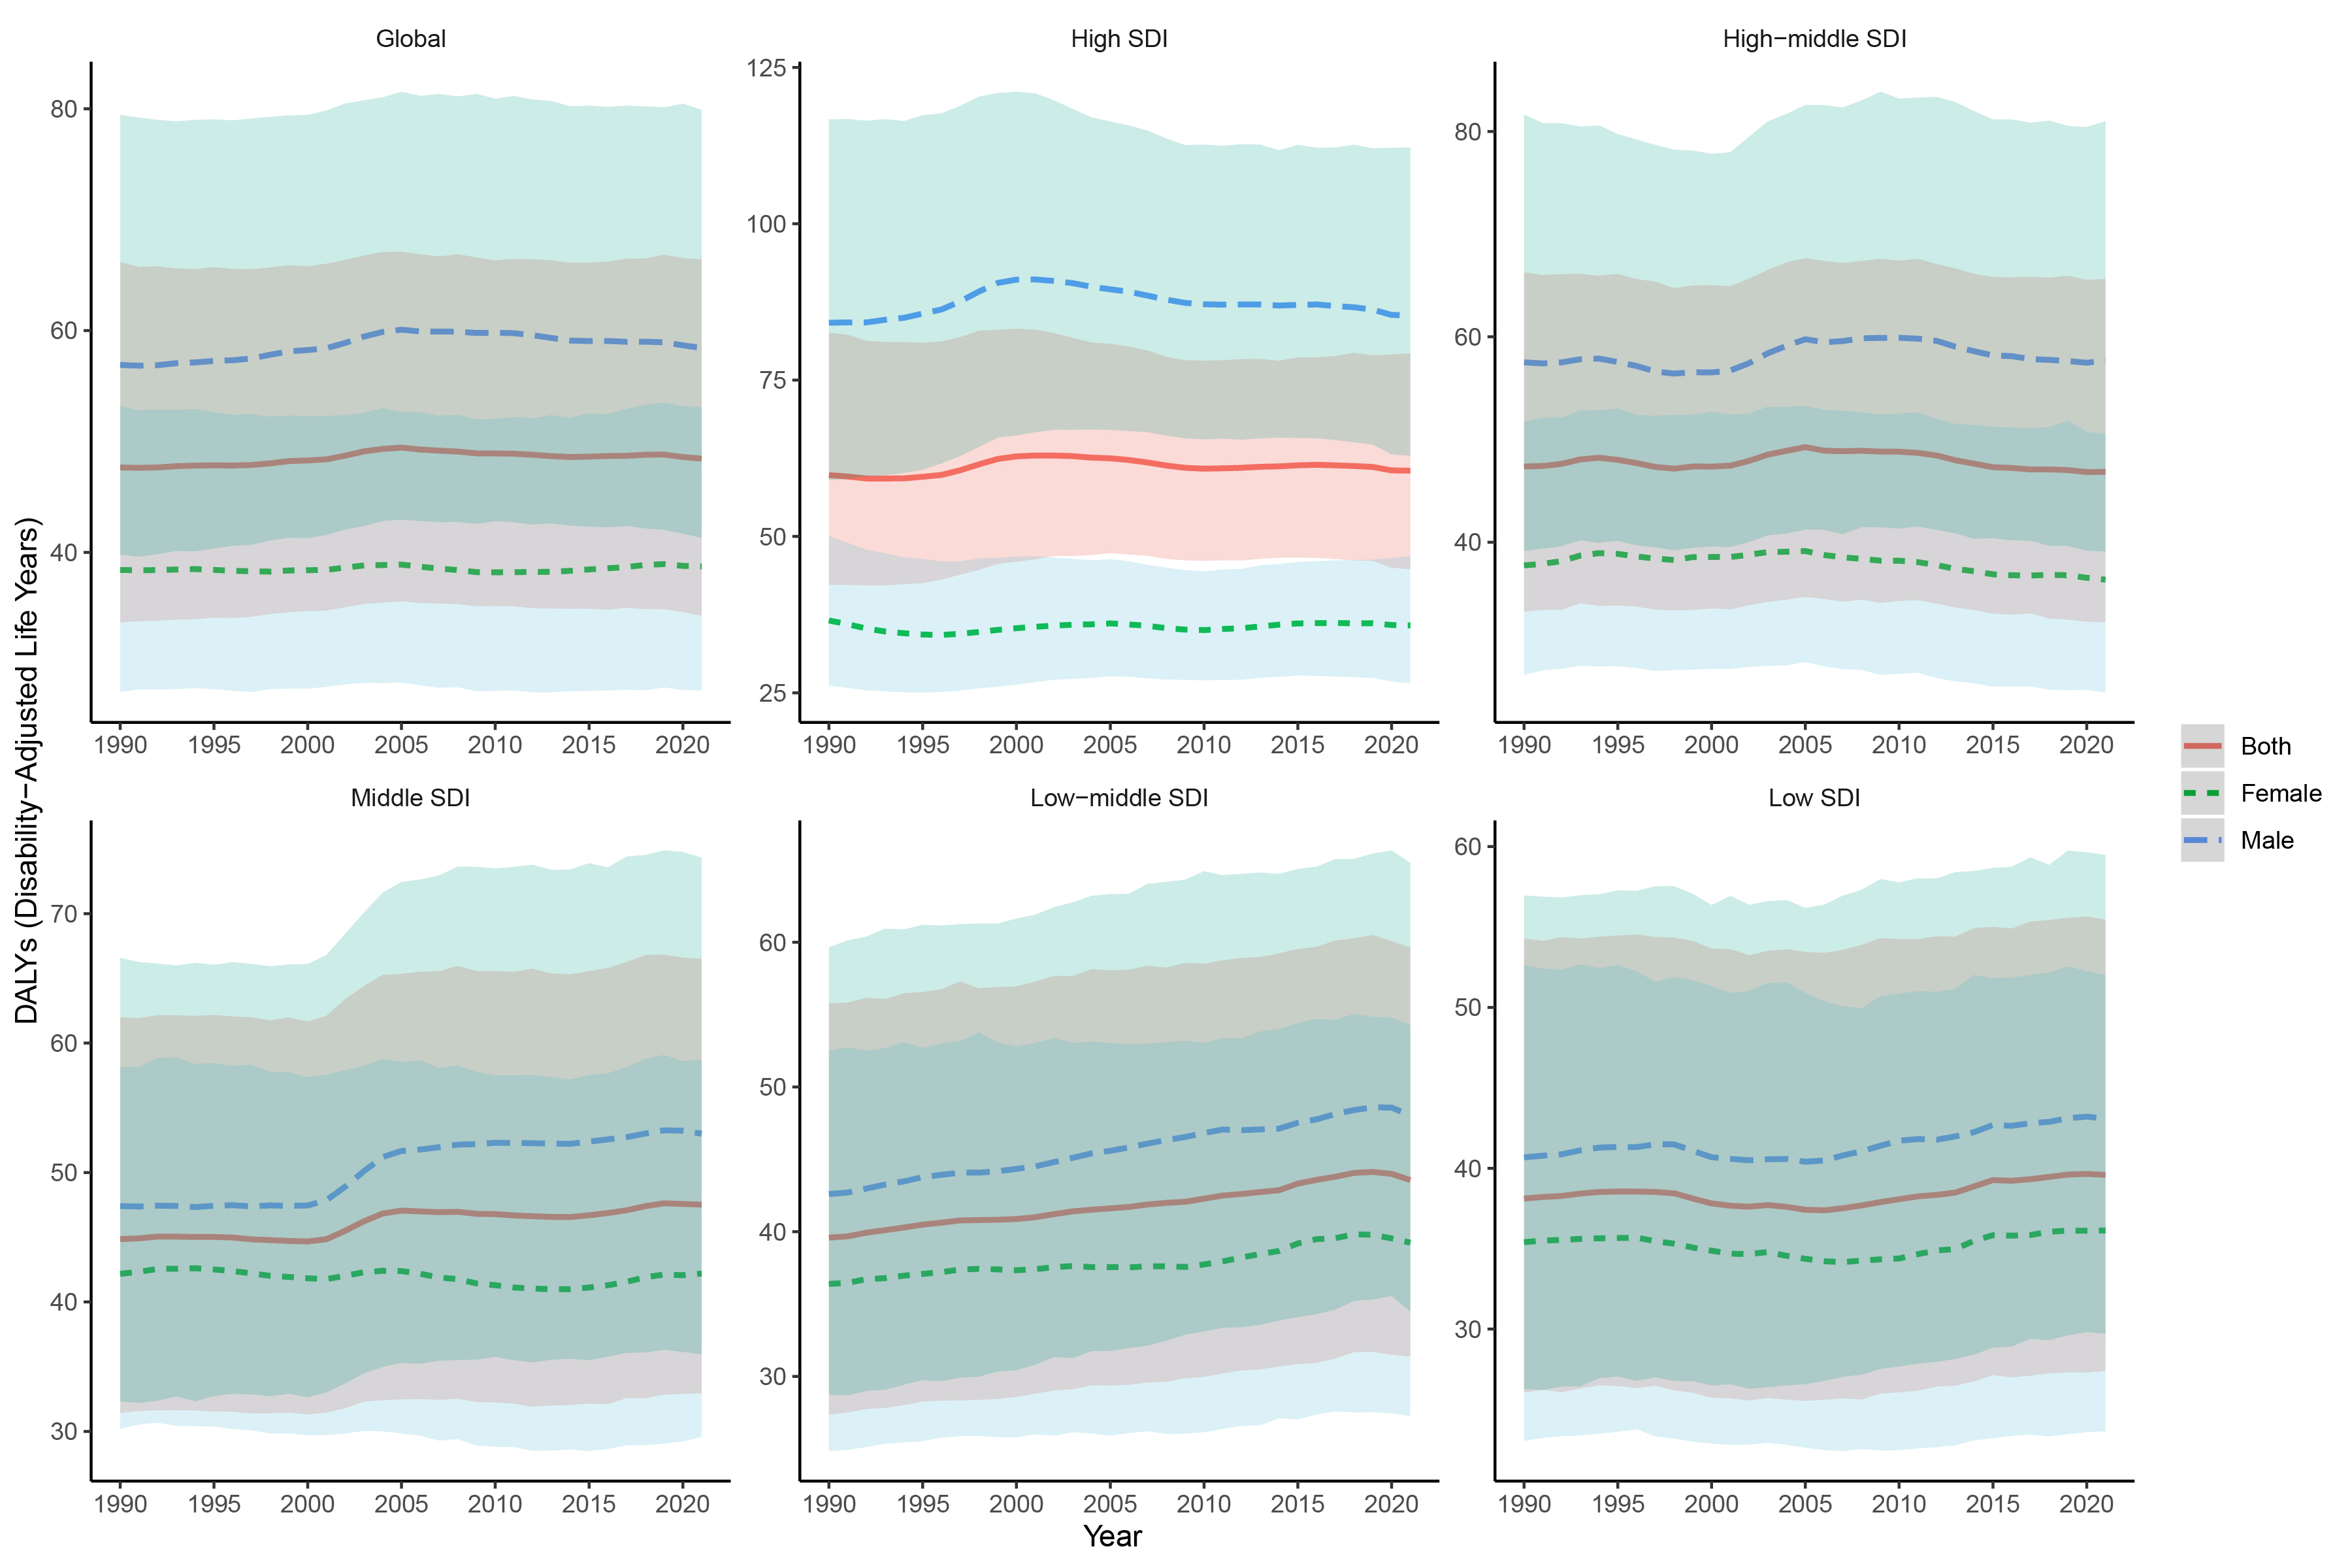 Global
High SDI
High−middle SDI
80
60
40
125
100
75
50
25
80
60
40
1990 1995 2000 2005 2010 2015 2020
1990 1995 2000 2005 2010 2015 2020
1990 1995 2000 2005 2010 2015 2020
DALYs (Disability−Adjusted Life Years)
Both
Female
Male
Middle SDI
Low−middle SDI
Low SDI
70
60
50
40
30
60
50
40
30
60
50
40
30
1990 1995 2000 2005 2010 2015 2020
1990 1995 2000 2005 2010 2015 2020
1990 1995 2000 2005 2010 2015 2020
Year